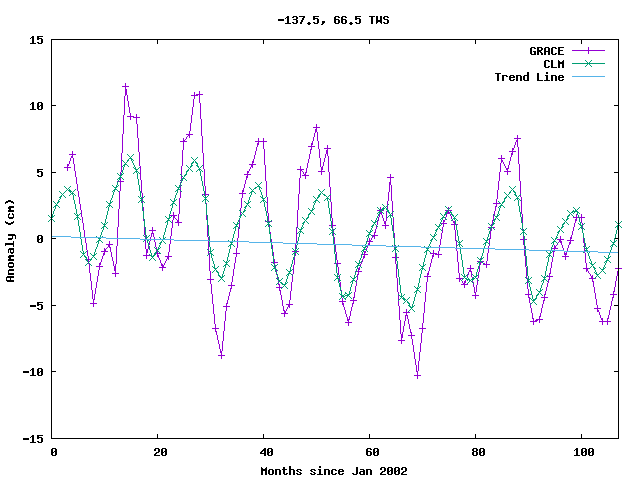 -137.5, 66.5 TWS
GRACE
CLM
Trend Line
15
10
5
0
-5
-10
-15
Anomaly (cm)
0 20 40 60 80 100
Months since Jan 2002